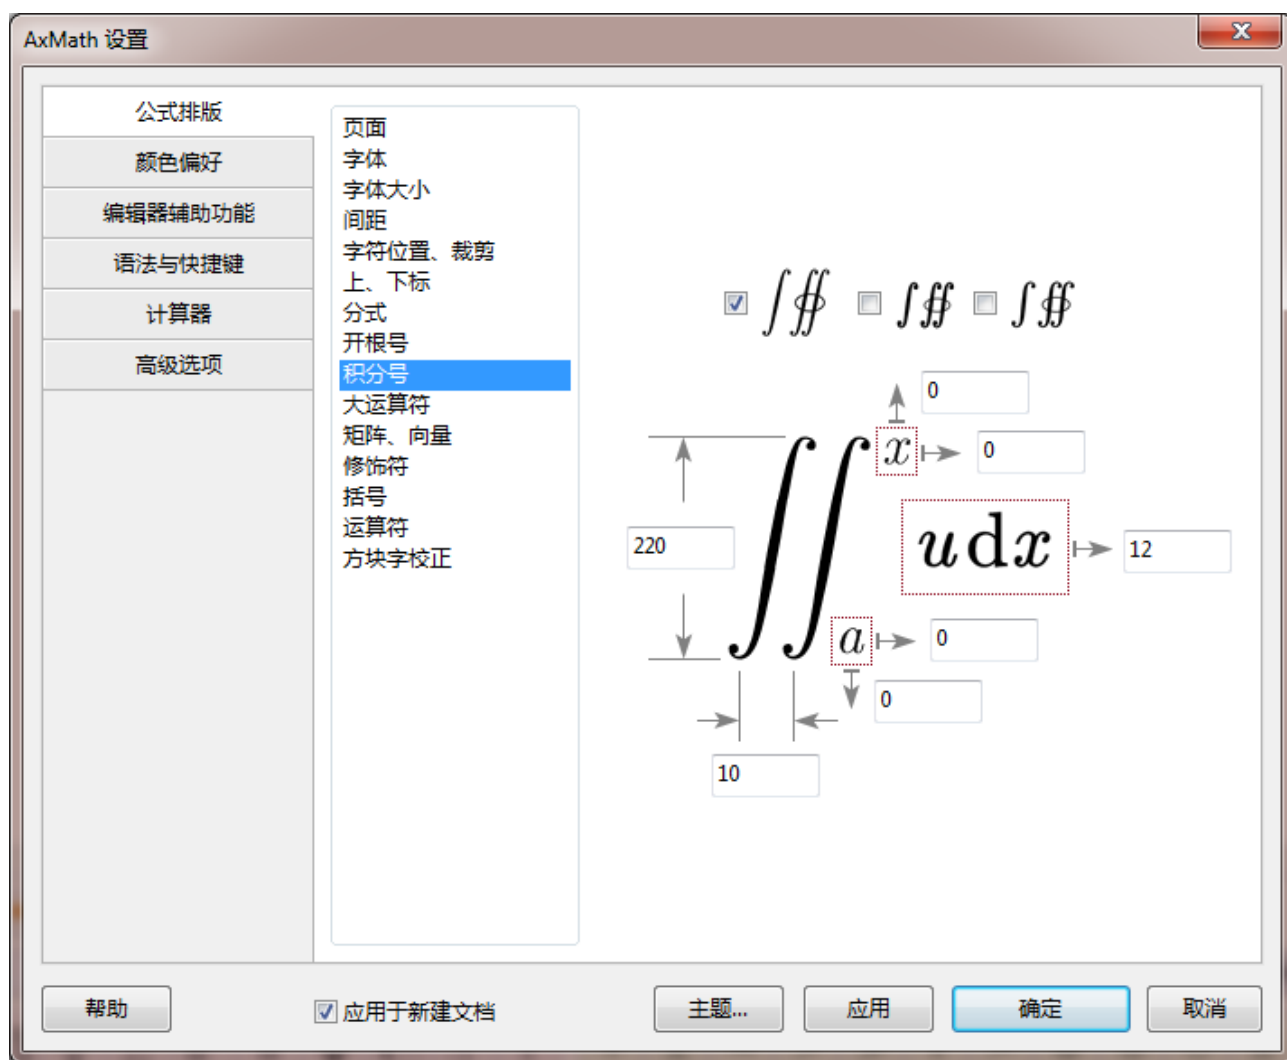 AxMath 设置
公式排版
颜色偏好
编辑器辅助功能
语法与快捷键
计算器
高级选项
页面
字体
字体大小
间距
字符位置、裁剪
上、下标
分式
开根号
积分号
大运算符
矩阵、向量
修饰符
括号
运算符
方块字校正
∫∯ ∫∯ ∫∯
0
x 0
220
∬ u dx 12
a 0
0
10
帮助
应用于新建文档
主题...
应用
确定
取消